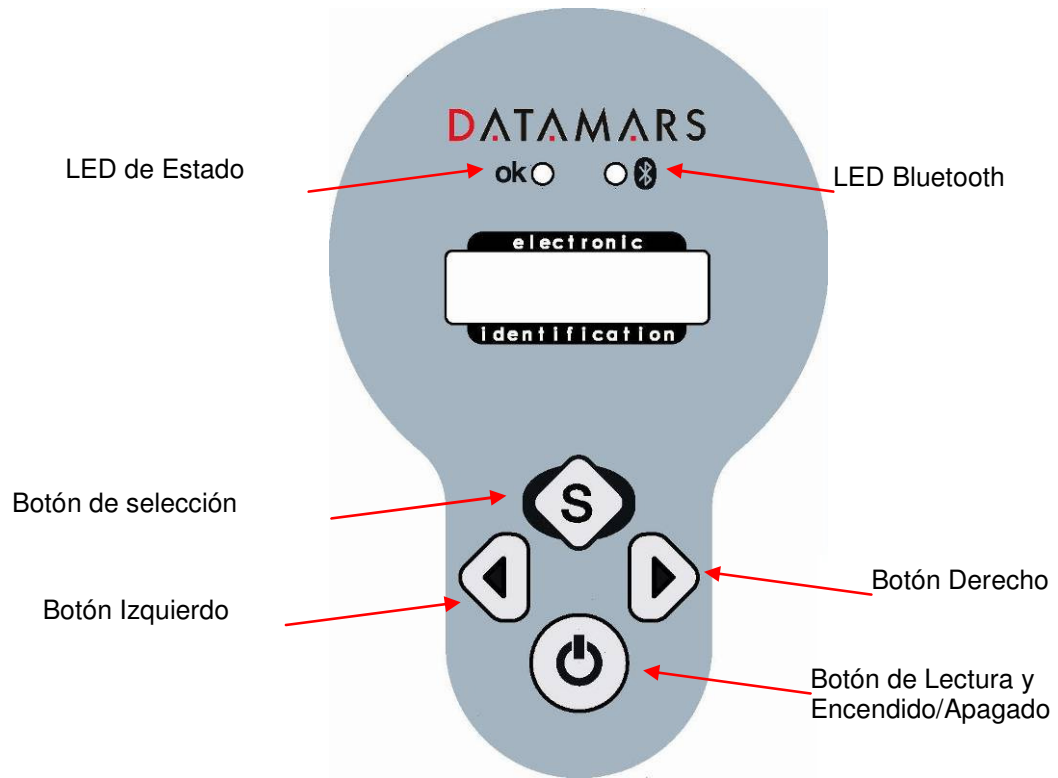 DATAMARS
LED de Estado
ok
LED Bluetooth
electronic
identification
Botón de selección
S
Botón Izquierdo
Botón Derecho
Botón de Lectura y
Encendido/Apagado